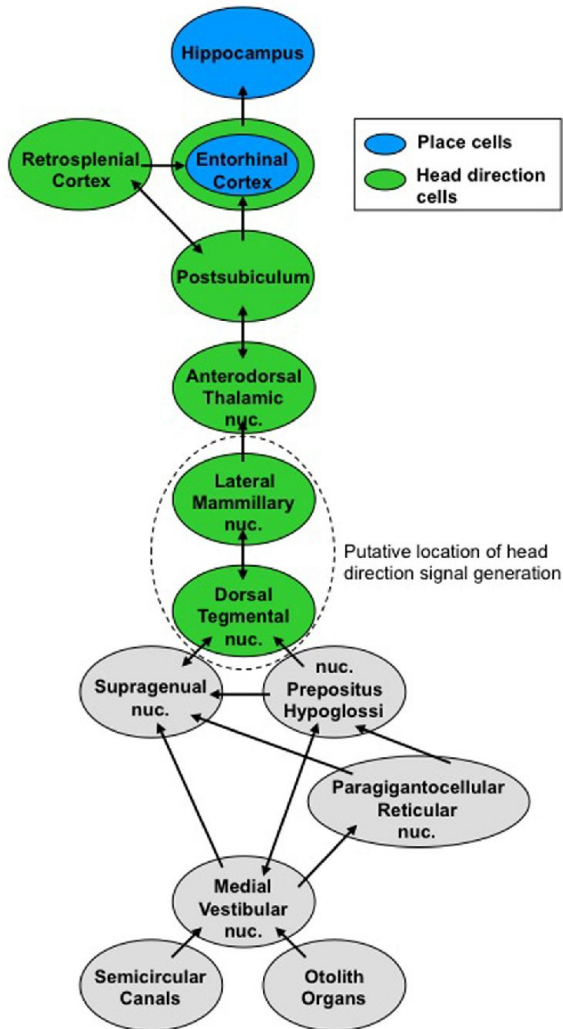 Hippocampus
Retrosplenial
Cortex
Entorhinal
Cortex
Place cells
Head direction
cells
Postsubiculum
Anterodorsal
Thalamic
nuc.
Lateral
Mammillary
nuc.
Putative location of head
direction signal generation
Dorsal
Tegmental
nuc.
Supragenual
nuc.
nuc.
Prepositus
Hypoglossi
Paragigantocellular
Reticular
nuc.
Medial
Vestibular
nuc.
Semicircular
Canals
Otolith
Organs